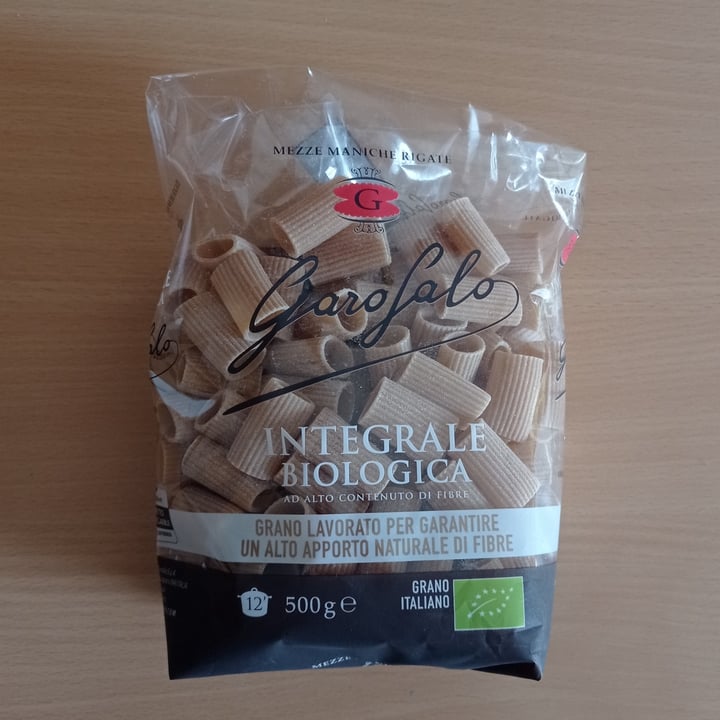 MEZZE MANICHE RIGATE
G
Garofalo
INTEGRALE
BIOLOGICA
AD ALTO CONTENUTO DI FIBRE
GRANO LAVORATO PER GARANTIRE
UN ALTO APPORTO NATURALE DI FIBRE
12' 500g e
GRANO
ITALIANO
MEZZE